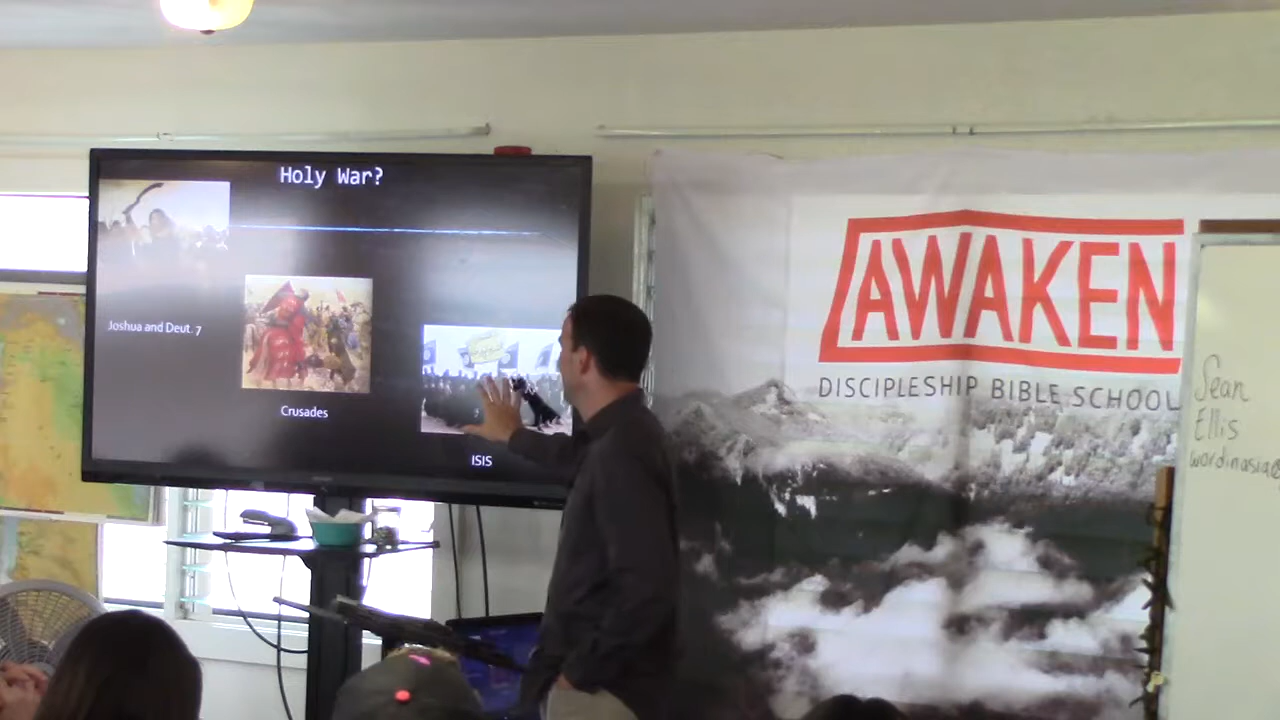 Holy War?
Joshua and Deut. 7
Crusades
ISIS
AWAKEN
DISCIPLESHIP BIBLE SCHOOL
Sean
Ellis